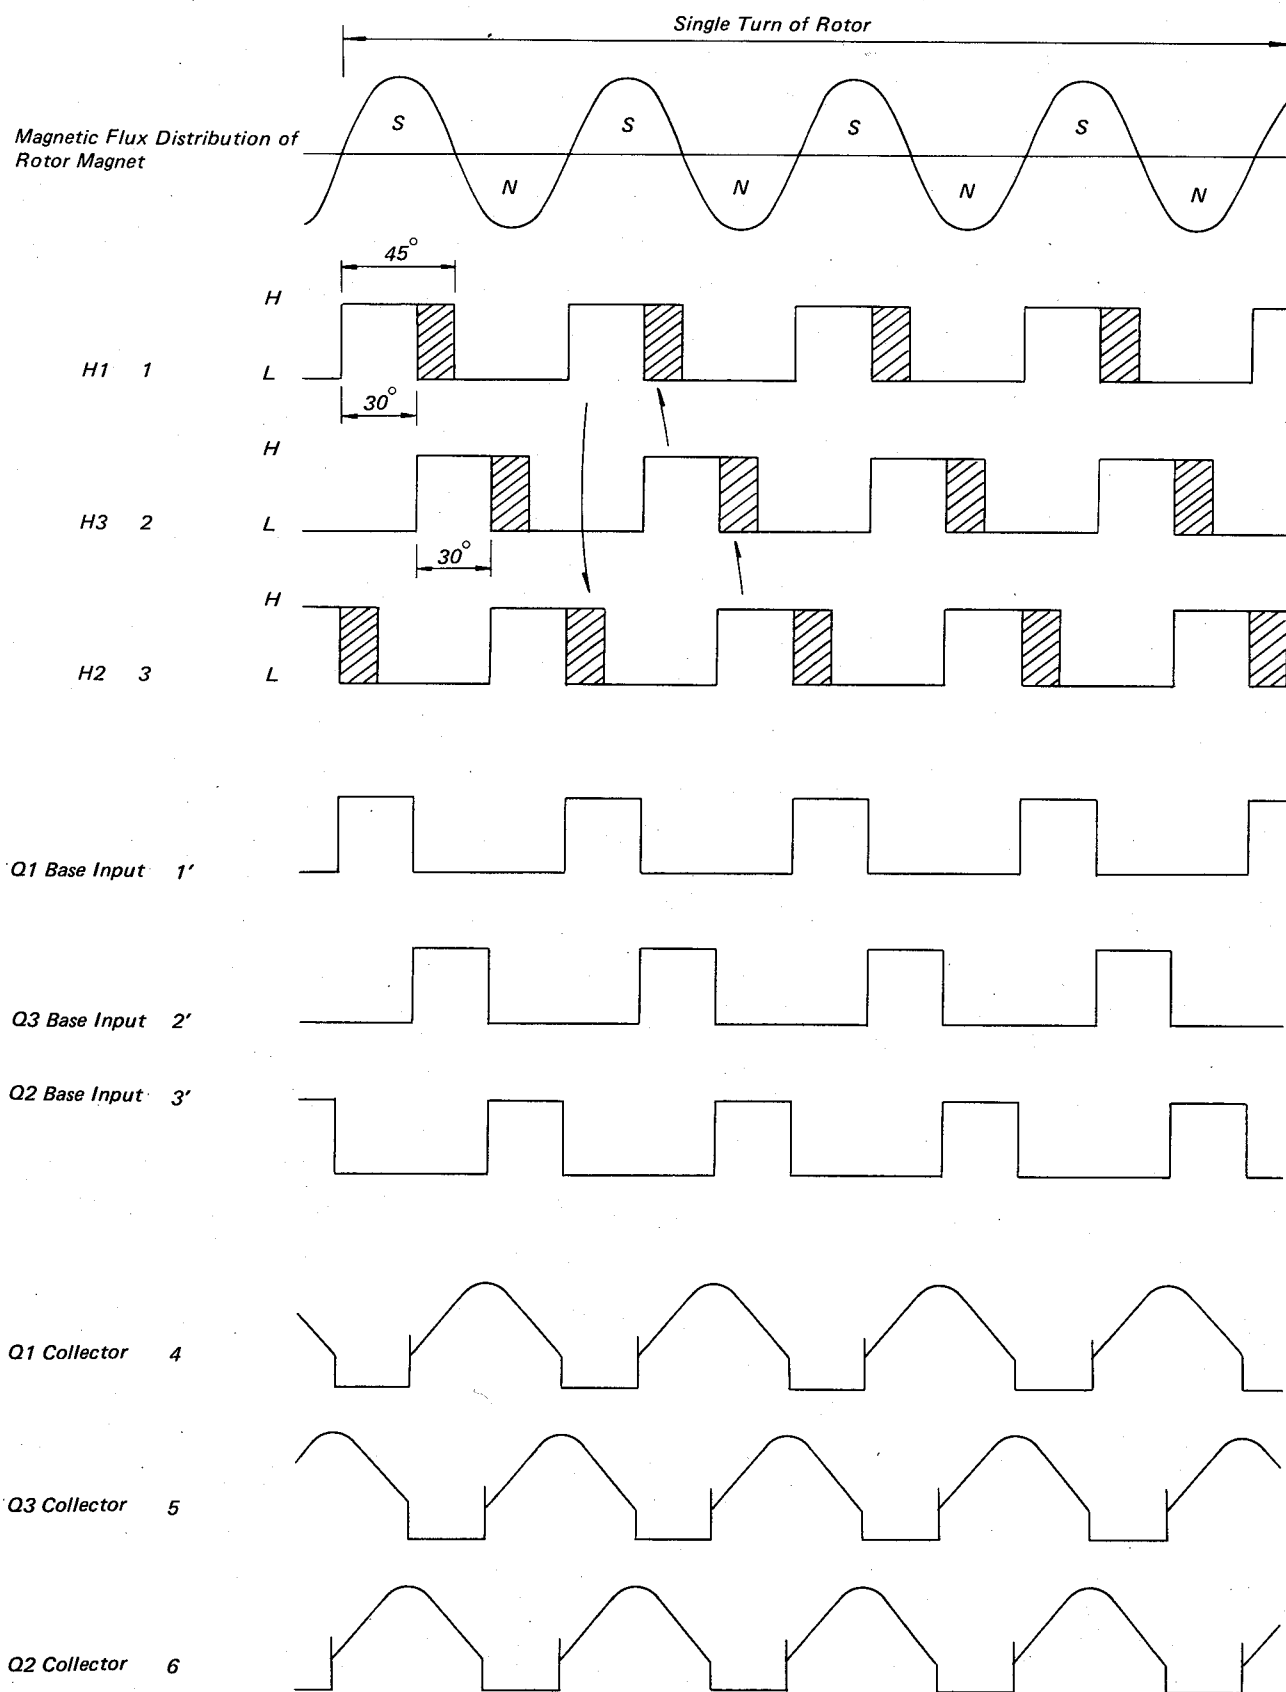 Single Turn of Rotor
Magnetic Flux Distribution of
Rotor Magnet
S
S
S
S
N
N
N
N
45°
H
H1 1
L
30°
H
H3 2
L
30°
H
H2 3
L
Q1 Base Input 1'
Q3 Base Input 2'
Q2 Base Input 3'
Q1 Collector 4
Q3 Collector 5
Q2 Collector 6